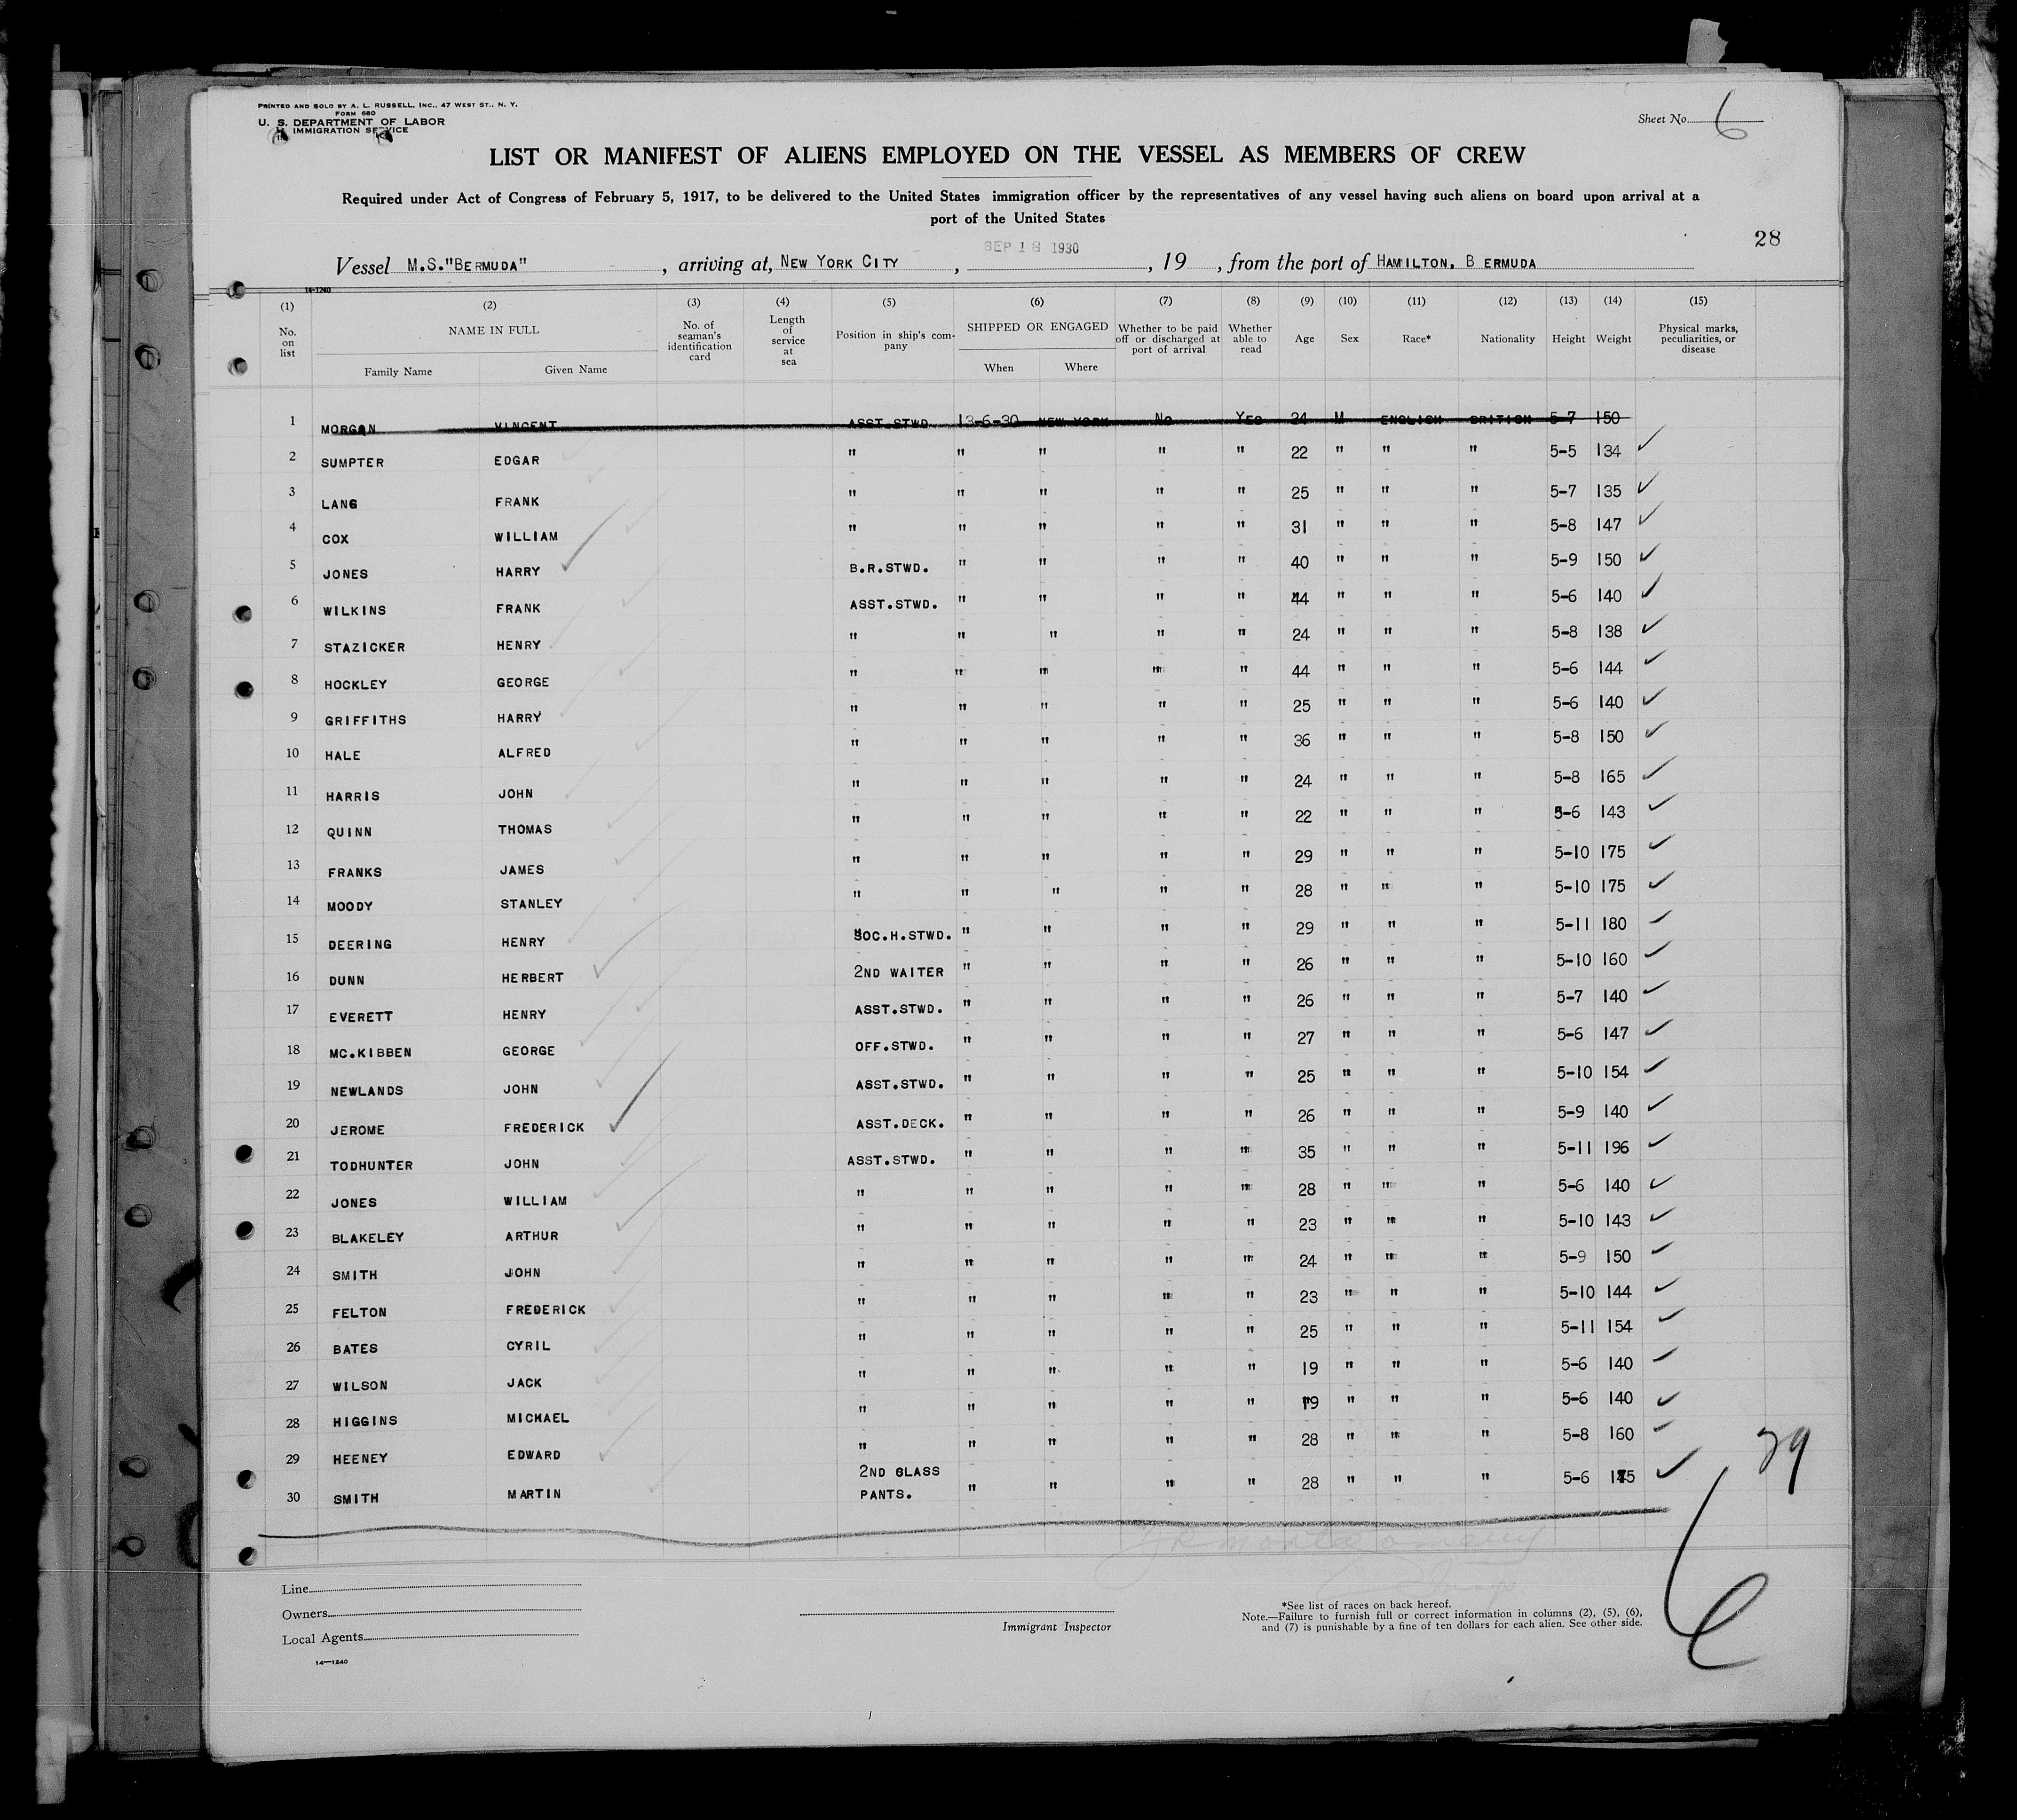 PRINTED AND SOLD BY A. L. RUSSELL, INC., 47 WEST ST., N. Y.
FORM 680
U. S. DEPARTMENT OF LABOR
IMMIGRATION SERVICE
Sheet No. 6
LIST OR MANIFEST OF ALIENS EMPLOYED ON THE VESSEL AS MEMBERS OF CREW
Required under Act of Congress of February 5, 1917, to be delivered to the United States immigration officer by the representatives of any vessel having such aliens on board upon arrival at a
port of the United States
28
SEP 18 1930
Vessel M.S."BERMUDA", arriving at, NEW YORK CITY, , 19 , from the port of HAMILTON, B ERMUDA
14-1240
(1) (2) (3) (4) (5) (6) (7) (8) (9) (10) (11) (12) (13) (14) (15)
No. on list NAME IN FULL Family Name Given Name No. of seaman's identification card Length of service at sea Position in ship's company SHIPPED OR ENGAGED When Where Whether to be paid off or discharged at port of arrival Whether able to read Age Sex Race* Nationality Height Weight Physical marks, peculiarities, or disease
1 MORGAN VINCENT ASST.STWD 13-6-30 NEW YORK NO YES 24 M ENGLISH BRITISH 5-7 150
2 SUMPTER EDGAR " " " " " 22 " " " 5-5 134 ✓
3 LANG FRANK " " " " " 25 " " " 5-7 135 ✓
4 COX WILLIAM " " " " " 31 " " " 5-8 147 ✓
5 JONES HARRY B.R.STWD. " " " " 40 " " " 5-9 150 ✓
6 WILKINS FRANK ASST.STWD. " " " " 44 " " " 5-6 140 ✓
7 STAZICKER HENRY " " " " " 24 " " " 5-8 138 ✓
8 HOCKLEY GEORGE " " " " " 44 " " " 5-6 144 ✓
9 GRIFFITHS HARRY " " " " " 25 " " " 5-6 140 ✓
10 HALE ALFRED " " " " " 36 " " " 5-8 150 ✓
11 HARRIS JOHN " " " " " 24 " " " 5-8 165 ✓
12 QUINN THOMAS " " " " " 22 " " " 5-6 143 ✓
13 FRANKS JAMES " " " " " 29 " " " 5-10 175 ✓
14 MOODY STANLEY " " " " " 28 " " " 5-10 175 ✓
15 DEERING HENRY SOC.H.STWD. " " " " 29 " " " 5-11 180 ✓
16 DUNN HERBERT 2ND WAITER " " " " 26 " " " 5-10 160 ✓
17 EVERETT HENRY ASST.STWD. " " " " 26 " " " 5-7 140 ✓
18 MC.KIBBEN GEORGE OFF.STWD. " " " " 27 " " " 5-6 147 ✓
19 NEWLANDS JOHN ASST.STWD. " " " " 25 " " " 5-10 154 ✓
20 JEROME FREDERICK ASST.DECK. " " " " 26 " " " 5-9 140 ✓
21 TODHUNTER JOHN ASST.STWD. " " " " 35 " " " 5-11 196 ✓
22 JONES WILLIAM " " " " " 28 " " " 5-6 140 ✓
23 BLAKELEY ARTHUR " " " " " 23 " " " 5-10 143 ✓
24 SMITH JOHN " " " " " 24 " " " 5-9 150 ✓
25 FELTON FREDERICK " " " " " 23 " " " 5-10 144 ✓
26 BATES CYRIL " " " " " 25 " " " 5-11 154 ✓
27 WILSON JACK " " " " " 19 " " " 5-6 140 ✓
28 HIGGINS MICHAEL " " " " " 19 " " " 5-6 140 ✓
29 HEENEY EDWARD " " " " " 28 " " " 5-8 160 ✓
30 SMITH MARTIN 2ND GLASS PANTS. " " " " 28 " " " 5-6 ✓
29
Line
Owners
Local Agents
14—1240
Immigrant Inspector
*See list of races on back hereof.
Note.—Failure to furnish full or correct information in columns (2), (5), (6),
and (7) is punishable by a fine of ten dollars for each alien. See other side.